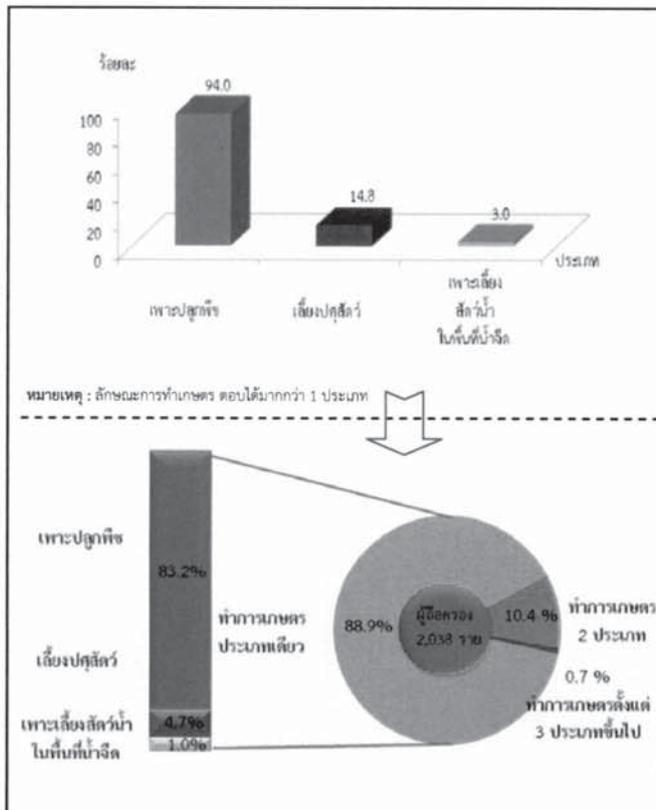 ร้อยละ
94.0
14.8
3.0
100
80
60
40
20
0
ประเภท
เพาะปลูกพืช
เลี้ยงปศุสัตว์
เพาะเลี้ยง
สัตว์น้ำ
ในพื้นที่น้ำจืด
หมายเหตุ : ลักษณะการทำเกษตร ตอบได้มากกว่า 1 ประเภท
เพาะปลูกพืช
83.2%
เลี้ยงปศุสัตว์
4.7%
เพาะเลี้ยงสัตว์น้ำ
ในพื้นที่น้ำจืด
1.0%
ทำการเกษตร
ประเภทเดียว
88.9%
ผู้ถือครอง
2,038 ราย
10.4 %
ทำการเกษตร
2 ประเภท
0.7 %
ทำการเกษตรตั้งแต่
3 ประเภทขึ้นไป